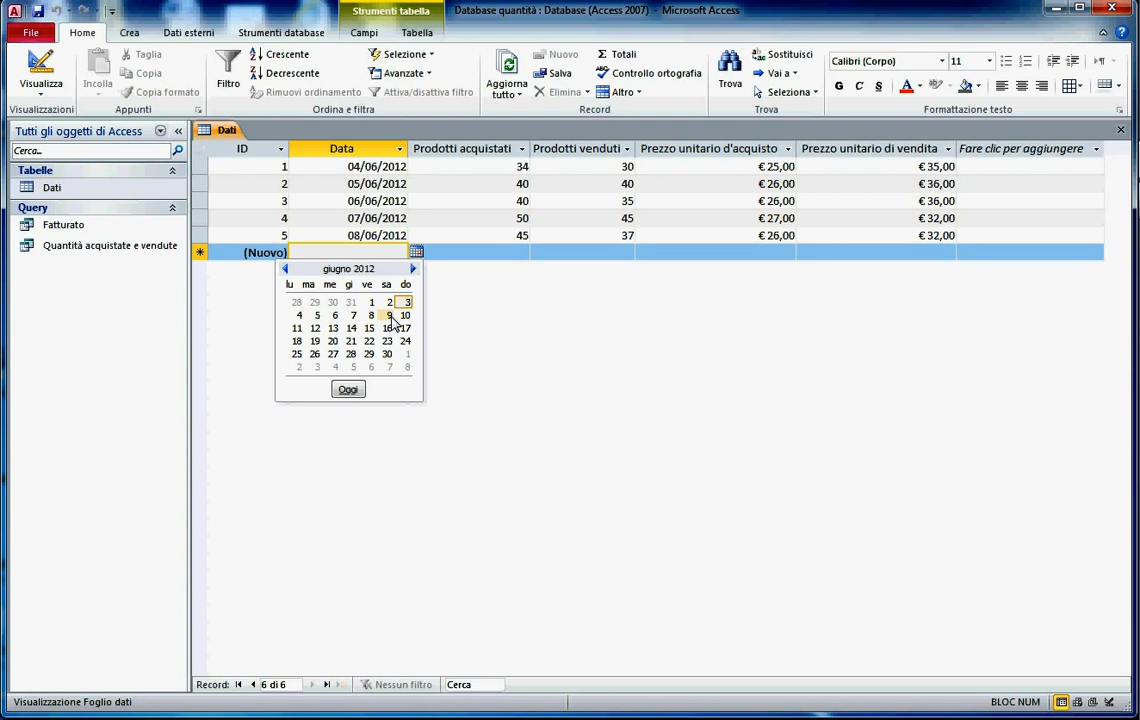 Strumenti tabella
Database quantità : Database (Access 2007) - Microsoft Access
File Home Crea Dati esterni Strumenti database Campi Tabella
Visualizza
Visualizzazioni
Incolla
Taglia
Copia
Copia formato
Appunti
Filtro
Crescente
Decrescente
Rimuovi ordinamento
Selezione
Avanzate
Attiva/disattiva filtro
Ordina e filtra
Aggiorna tutto
Nuovo
Salva
Elimina
Totali
Controllo ortografia
Altro
Record
Trova
Sostituisci
Vai a
Seleziona
Trova
Calibri (Corpo) 11
G C S A
Formattazione testo
Tutti gli oggetti di Access
Cerca...
Tabelle
Dati
Query
Fatturato
Quantità acquistate e vendute
Dati
ID Data Prodotti acquistati Prodotti venduti Prezzo unitario d'acquisto Prezzo unitario di vendita Fare clic per aggiungere
1 04/06/2012 34 30 € 25,00 € 35,00
2 05/06/2012 40 40 € 26,00 € 36,00
3 06/06/2012 40 35 € 26,00 € 36,00
4 07/06/2012 50 45 € 27,00 € 32,00
5 08/06/2012 45 37 € 26,00 € 32,00
(Nuovo)
giugno 2012
lu ma me gi ve sa do
28 29 30 31 1 2 3
4 5 6 7 8 9 10
11 12 13 14 15 16 17
18 19 20 21 22 23 24
25 26 27 28 29 30 1
2 3 4 5 6 7 8
Oggi
Record: 6 di 6 Nessun filtro Cerca
Visualizzazione Foglio dati
BLOC NUM